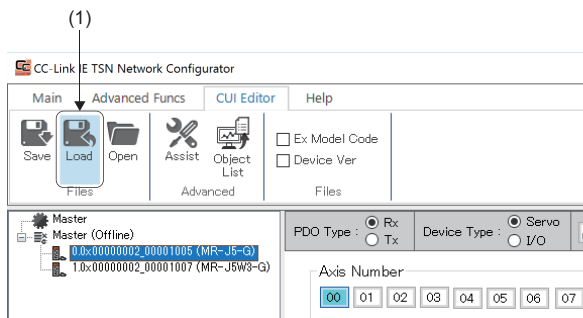 (1)
CC-Link IE TSN Network Configurator
Main Advanced Funcs CUI Editor Help
Save Load Open Assist Object List
Ex Model Code
Device Ver
Files Advanced Files
Master
Master (Offline)
0.0x00000002_00001005 (MR-J5-G)
1.0x00000002_00001007 (MR-J5W3-G)
PDO Type : Rx Tx Device Type : Servo I/O
Axis Number
00 01 02 03 04 05 06 07